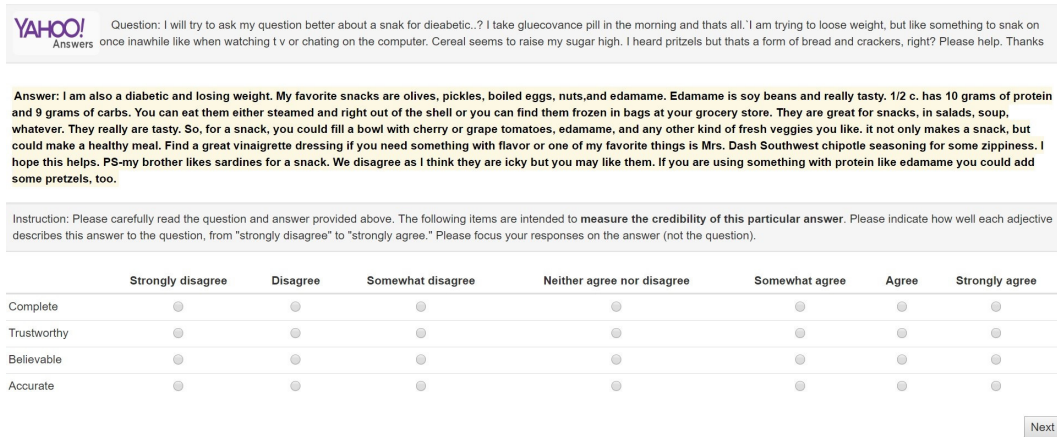 YAHOO!
Answers
Question: I will try to ask my question better about a snak for dieabetic..? I take gluecovance pill in the morning and thats all.`I am trying to loose weight, but like something to snak on
once inawhile like when watching t v or chating on the computer. Cereal seems to raise my sugar high. I heard pritzels but thats a form of bread and crackers, right? Please help. Thanks
Answer: I am also a diabetic and losing weight. My favorite snacks are olives, pickles, boiled eggs, nuts,and edamame. Edamame is soy beans and really tasty. 1/2 c. has 10 grams of protein
and 9 grams of carbs. You can eat them either steamed and right out of the shell or you can find them frozen in bags at your grocery store. They are great for snacks, in salads, soup,
whatever. They really are tasty. So, for a snack, you could fill a bowl with cherry or grape tomatoes, edamame, and any other kind of fresh veggies you like. it not only makes a snack, but
could make a healthy meal. Find a great vinaigrette dressing if you need something with flavor or one of my favorite things is Mrs. Dash Southwest chipotle seasoning for some zippiness. I
hope this helps. PS-my brother likes sardines for a snack. We disagree as I think they are icky but you may like them. If you are using something with protein like edamame you could add
some pretzels, too.
Instruction: Please carefully read the question and answer provided above. The following items are intended to measure the credibility of this particular answer. Please indicate how well each adjective
describes this answer to the question, from "strongly disagree" to "strongly agree." Please focus your responses on the answer (not the question).
Strongly disagree Disagree Somewhat disagree Neither agree nor disagree Somewhat agree Agree Strongly agree
Complete
Trustworthy
Believable
Accurate
Next